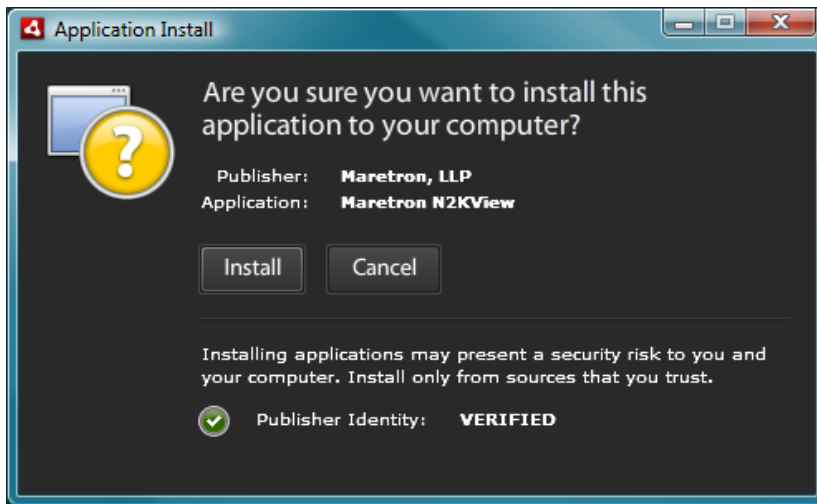 Application Install
Are you sure you want to install this
application to your computer?
Publisher: Maretron, LLP
Application: Maretron N2KView
Install Cancel
Installing applications may present a security risk to you and
your computer. Install only from sources that you trust.
Publisher Identity: VERIFIED